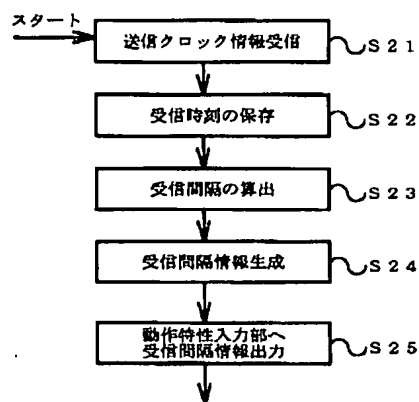 スタート
送信クロック情報受信
S21
受信時刻の保存
S22
受信間隔の算出
S23
受信間隔情報生成
S24
動作特性入力部へ
受信間隔情報出力
S25